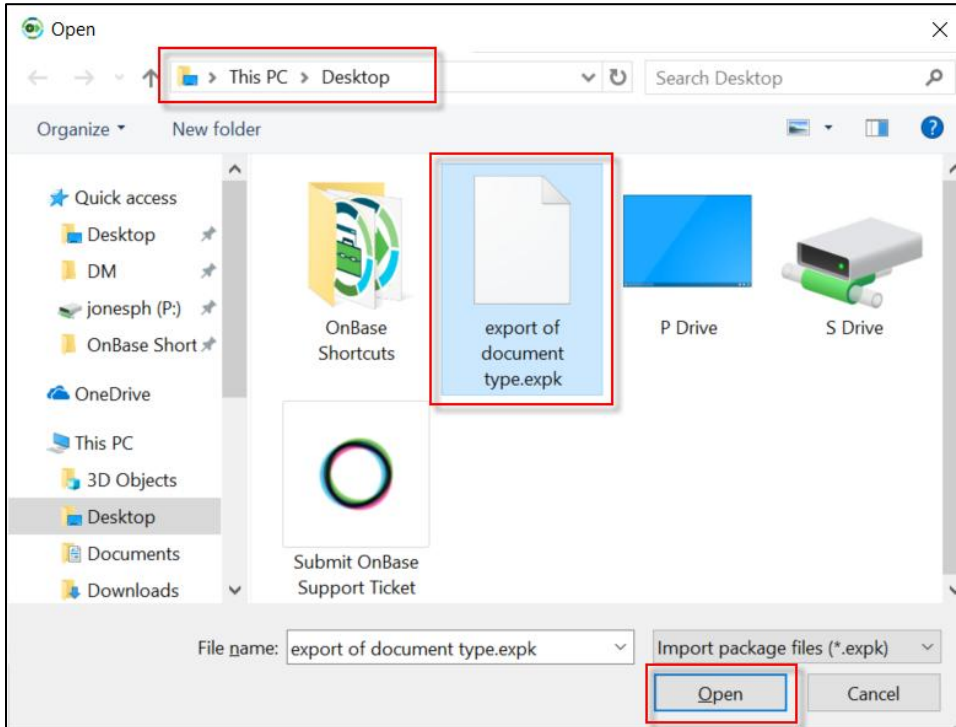 Open
This PC > Desktop
Search Desktop
Organize
New folder
?
Quick access
Desktop
DM
jonesph (P:)
OnBase Short
OneDrive
This PC
3D Objects
Desktop
Documents
Downloads
OnBase
Shortcuts
export of
document
type.expk
P Drive
S Drive
Submit OnBase
Support Ticket
File name:
export of document type.expk
Import package files (*.expk)
Open
Cancel